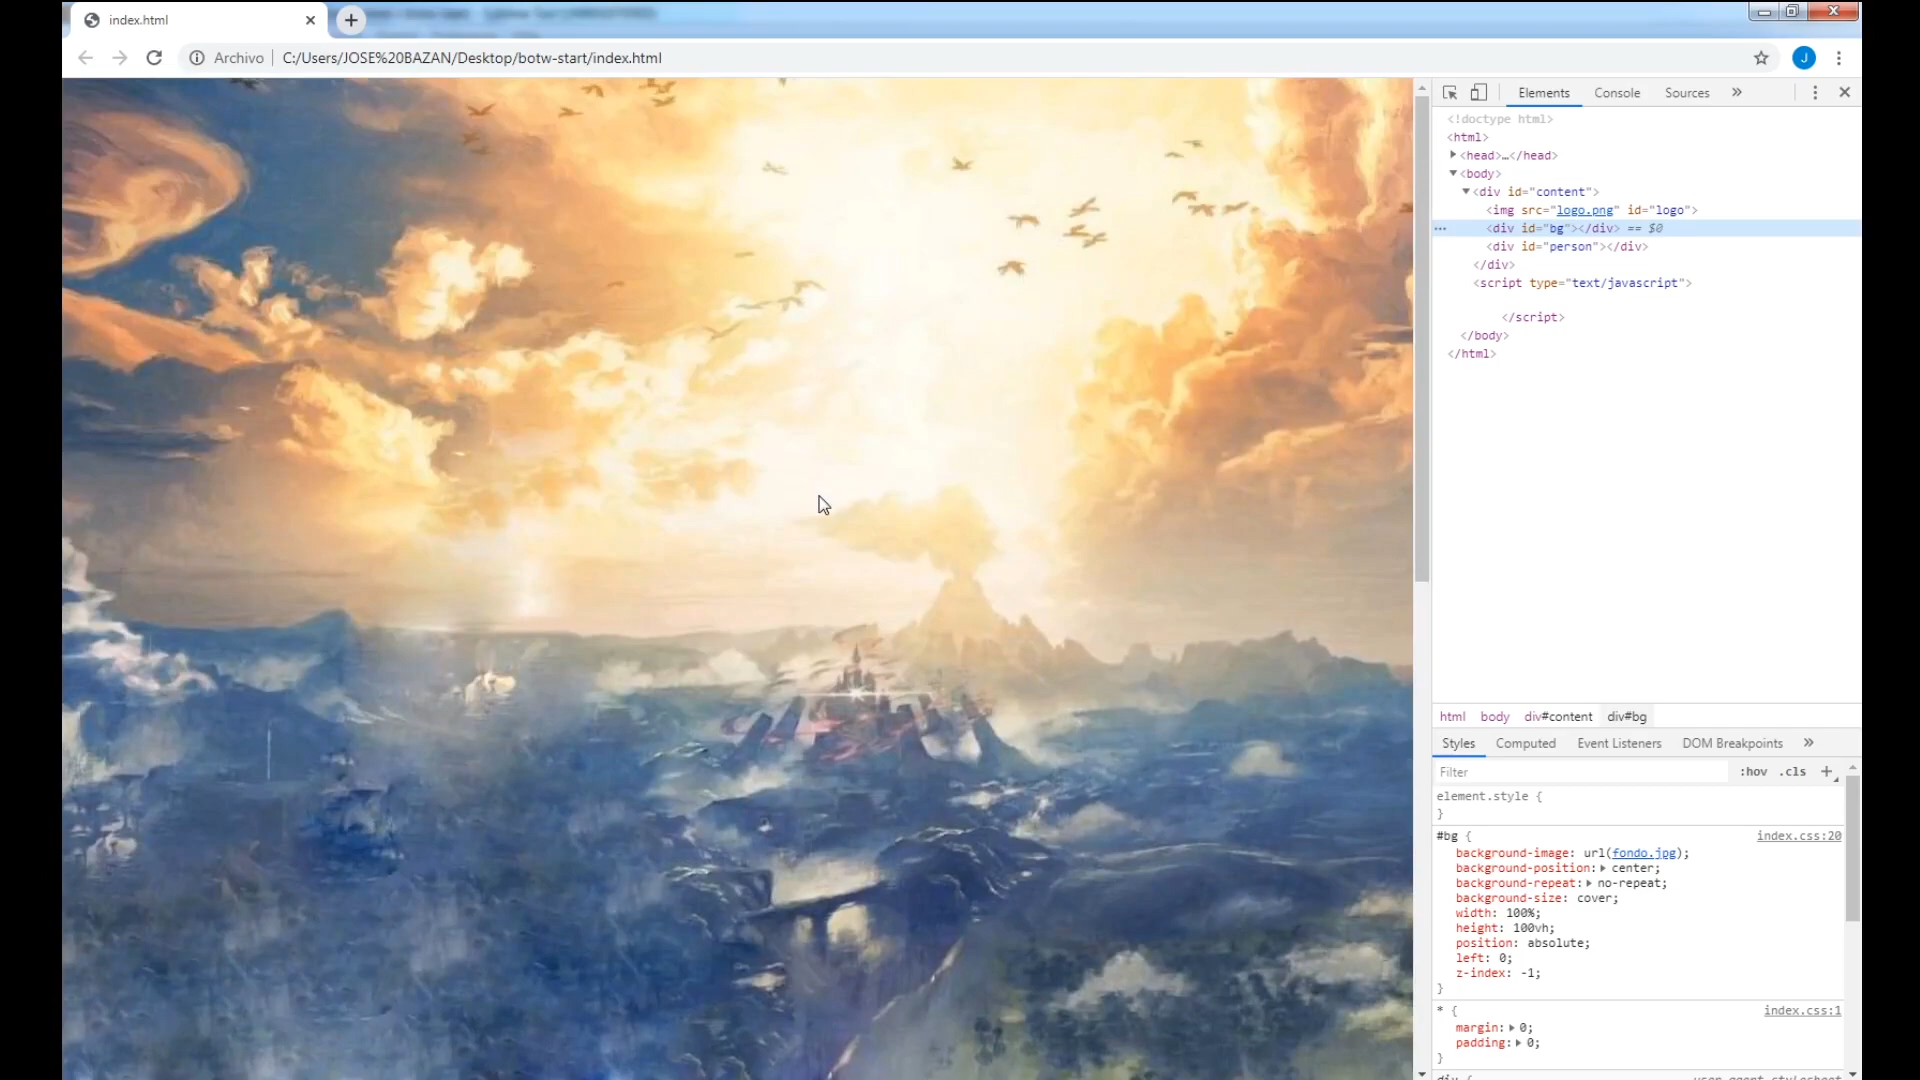 index.html
Archivo
C:/Users/JOSE%20BAZAN/Desktop/botw-start/index.html
J
Elements Console Sources »
<!doctype html>
<html>
<head>…</head>
<body>
<div id="content">
<img src="logo.png" id="logo">
… <div id="bg"></div> == $0
<div id="person"></div>
</div>
<script type="text/javascript">
</script>
</body>
</html>
html body div#content div#bg
Styles Computed Event Listeners DOM Breakpoints »
Filter :hov .cls +
element.style {
}
#bg { index.css:20
background-image: url(fondo.jpg);
background-position: center;
background-repeat: no-repeat;
background-size: cover;
width: 100%;
height: 100vh;
position: absolute;
left: 0;
z-index: -1;
}
* { index.css:1
margin: 0;
padding: 0;
}
div { user agent stylesheet